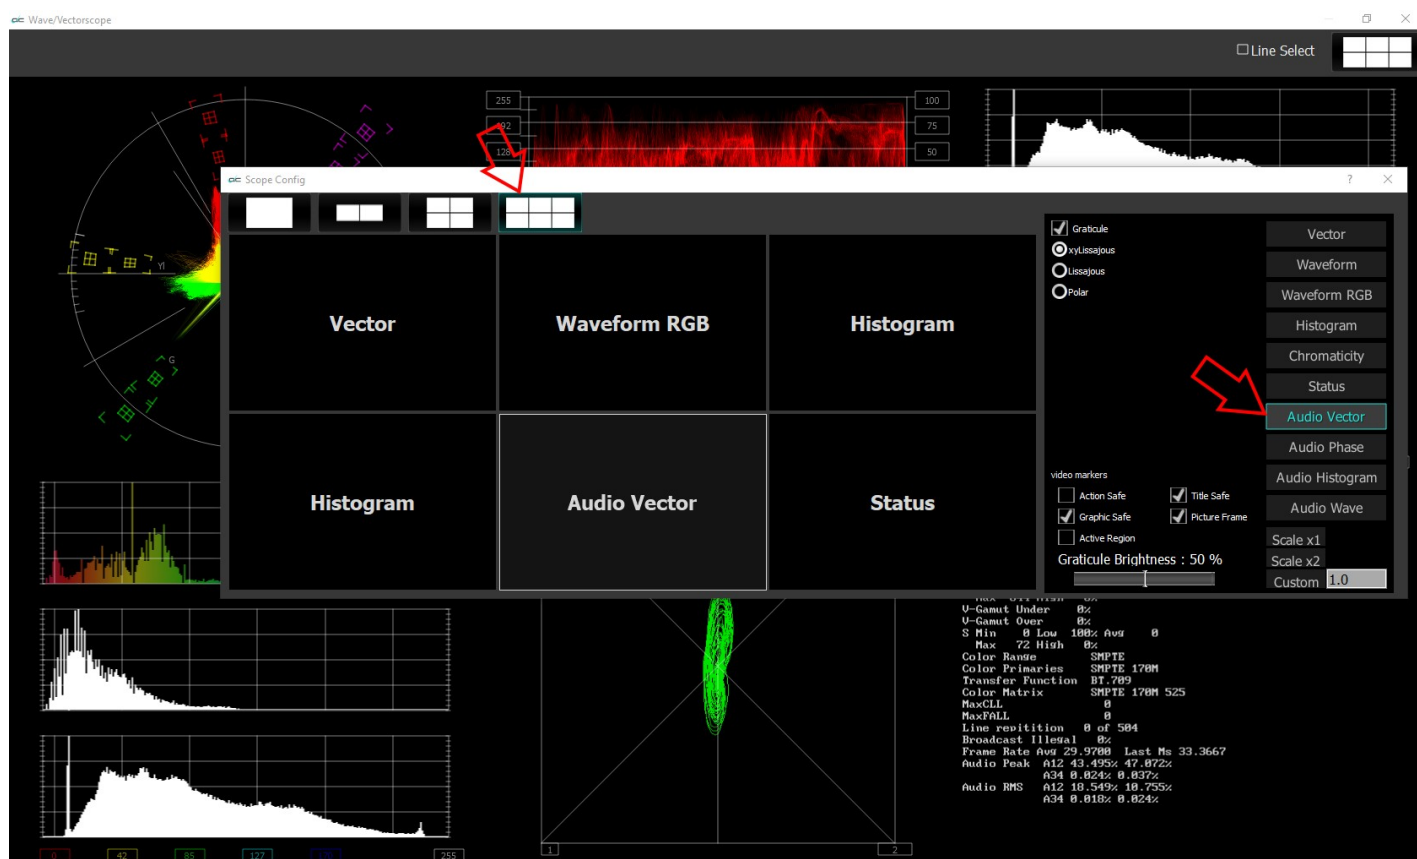 Wave/Vectorscope
Line Select
255
100
192
75
128
50
Scope Config
?
Graticule
xyLissajous
Lissajous
Polar
Vector
Waveform
Waveform RGB
Histogram
Chromaticity
Status
Audio Vector
Audio Phase
Audio Histogram
Audio Wave
Scale x1
Scale x2
Custom 1.0
Vector
Waveform RGB
Histogram
Histogram
Audio Vector
Status
video markers
Action Safe
Title Safe
Graphic Safe
Picture Frame
Active Region
Graticule Brightness : 50 %
YI
G
V-Gamut Under 0%
V-Gamut Over 0%
S Min 0 Low 100% Avg 0
Max 72 High 0%
Color Range SMPTE
Color Primaries SMPTE 170M
Transfer Function BT.709
Color Matrix SMPTE 170M 525
MaxCLL 0
MaxFALL 0
Line repitition 0 of 504
Broadcast Illegal 0%
Frame Rate Avg 29.9700 Last Ms 33.3667
Audio Peak A12 43.495% 47.072%
A34 0.024% 0.037%
Audio RMS A12 18.549% 10.755%
A34 0.018% 0.024%
0
42
85
127
255
1
2